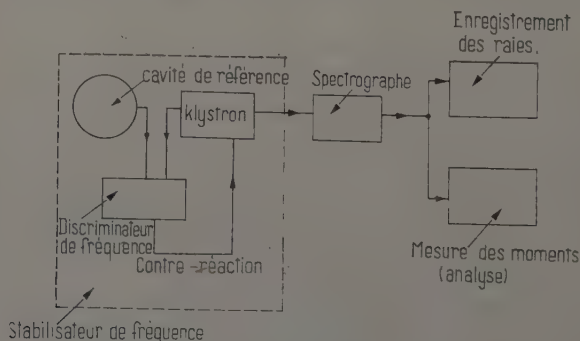 Enregistrement
des raies.
cavité de référence
Spectrographe
klystron
Discriminateur
de fréquence
Contre-réaction
Mesure des moments
(analyse)
Stabilisateur de fréquence